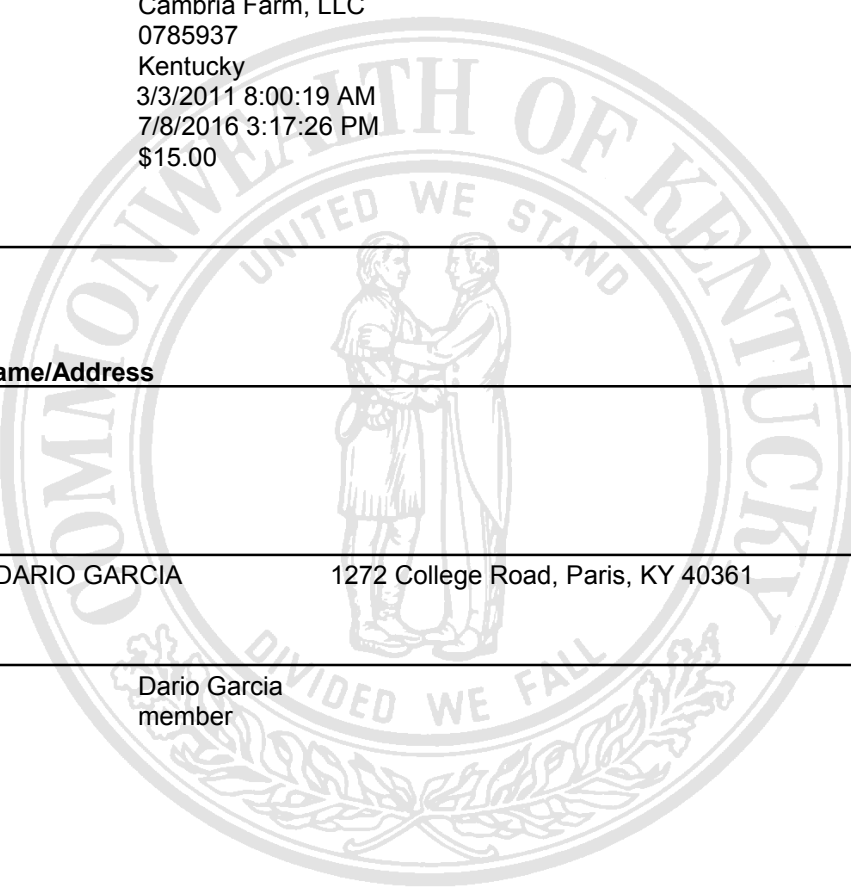 Cambria Farm, LLC
0785937
Kentucky
3/3/2011 8:00:19 AM
7/8/2016 3:17:26 PM
$15.00
COMMONWEALTH OF KENTUCKY
UNITED WE STAND
ame/Address
DARIO GARCIA 1272 College Road, Paris, KY 40361
DIVIDED WE FALL
Dario Garcia
member